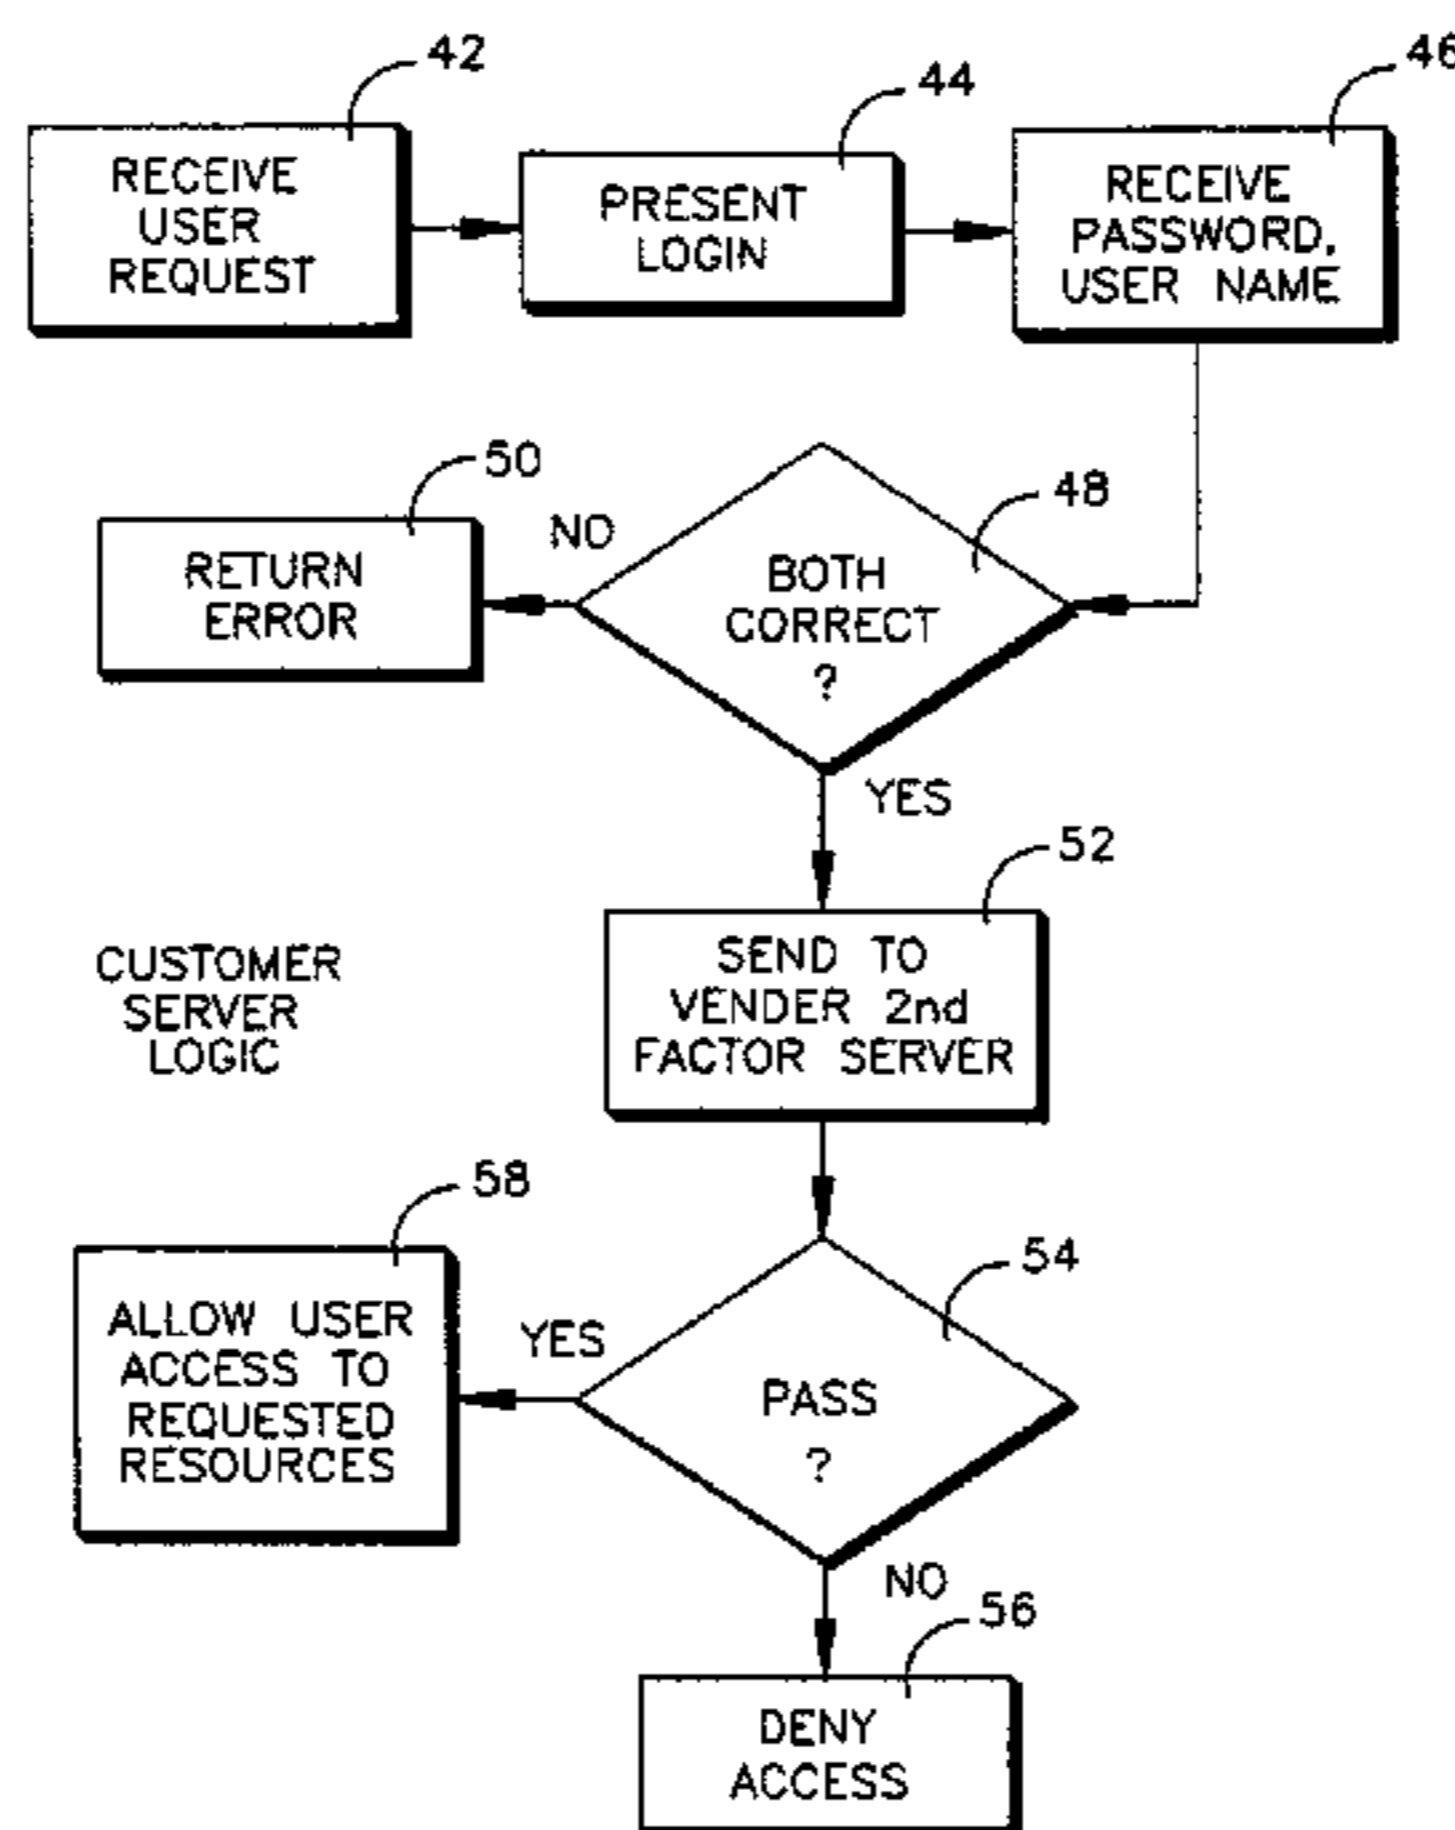 42
44
46
RECEIVE
USER
REQUEST
PRESENT
LOGIN
RECEIVE
PASSWORD,
USER NAME
50
48
NO
RETURN
ERROR
BOTH
CORRECT
?
YES
52
CUSTOMER
SERVER
LOGIC
SEND TO
VENDER 2nd
FACTOR SERVER
58
54
ALLOW USER
ACCESS TO
REQUESTED
RESOURCES
YES
PASS
?
NO
56
DENY
ACCESS